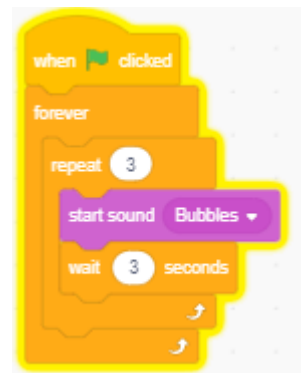 when clicked
forever
repeat 3
start sound Bubbles
wait 3 seconds